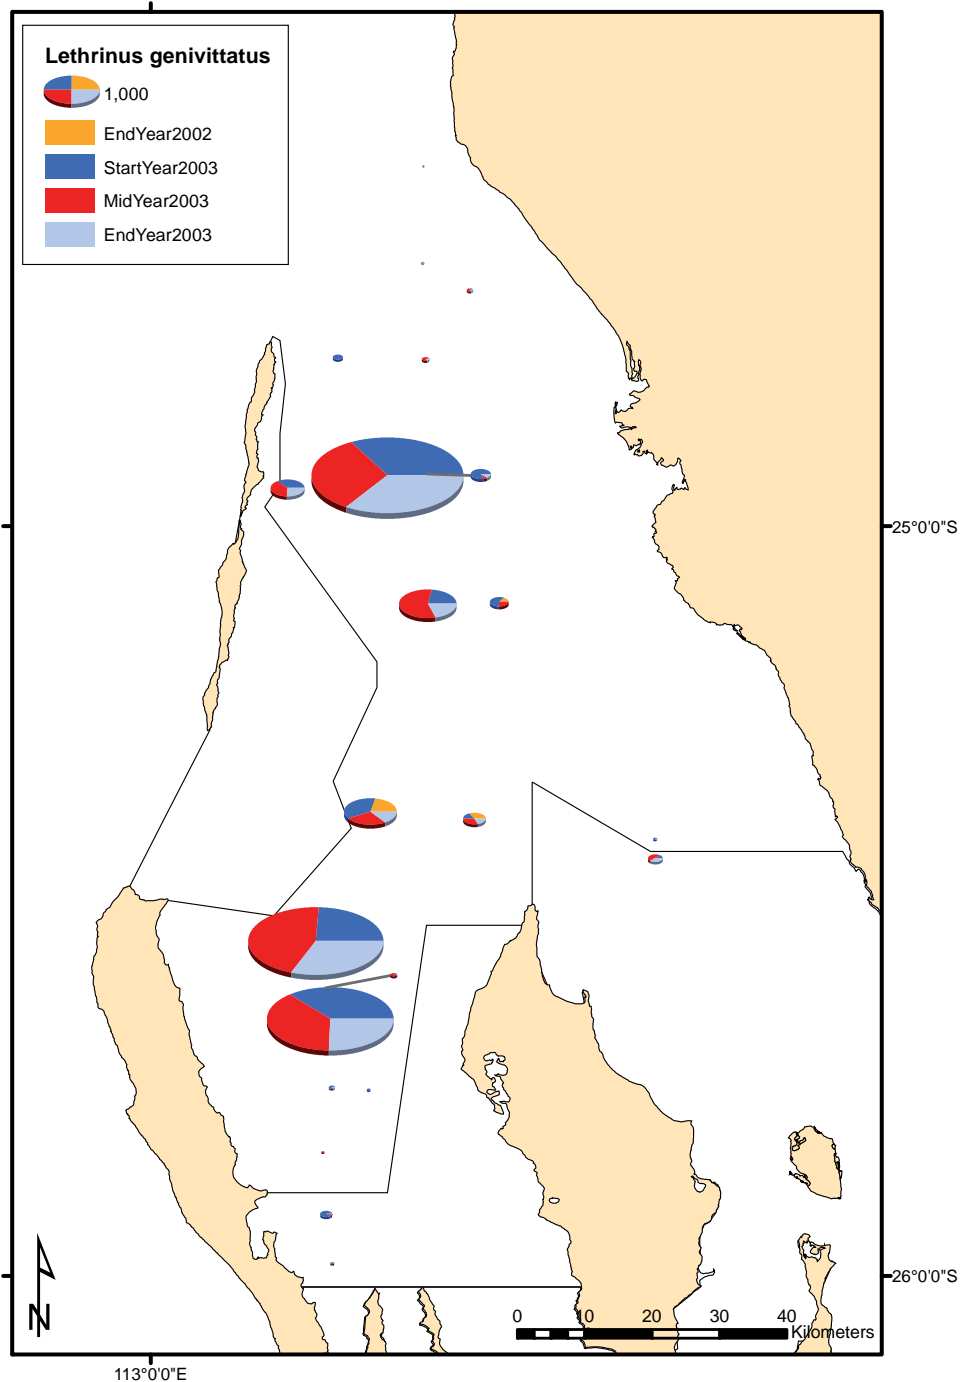 Lethrinus genivittatus
1,000
EndYear2002
StartYear2003
MidYear2003
EndYear2003
25°0'0"S
26°0'0"S
N
0 10 20 30 40
Kilometers
113°0'0"E